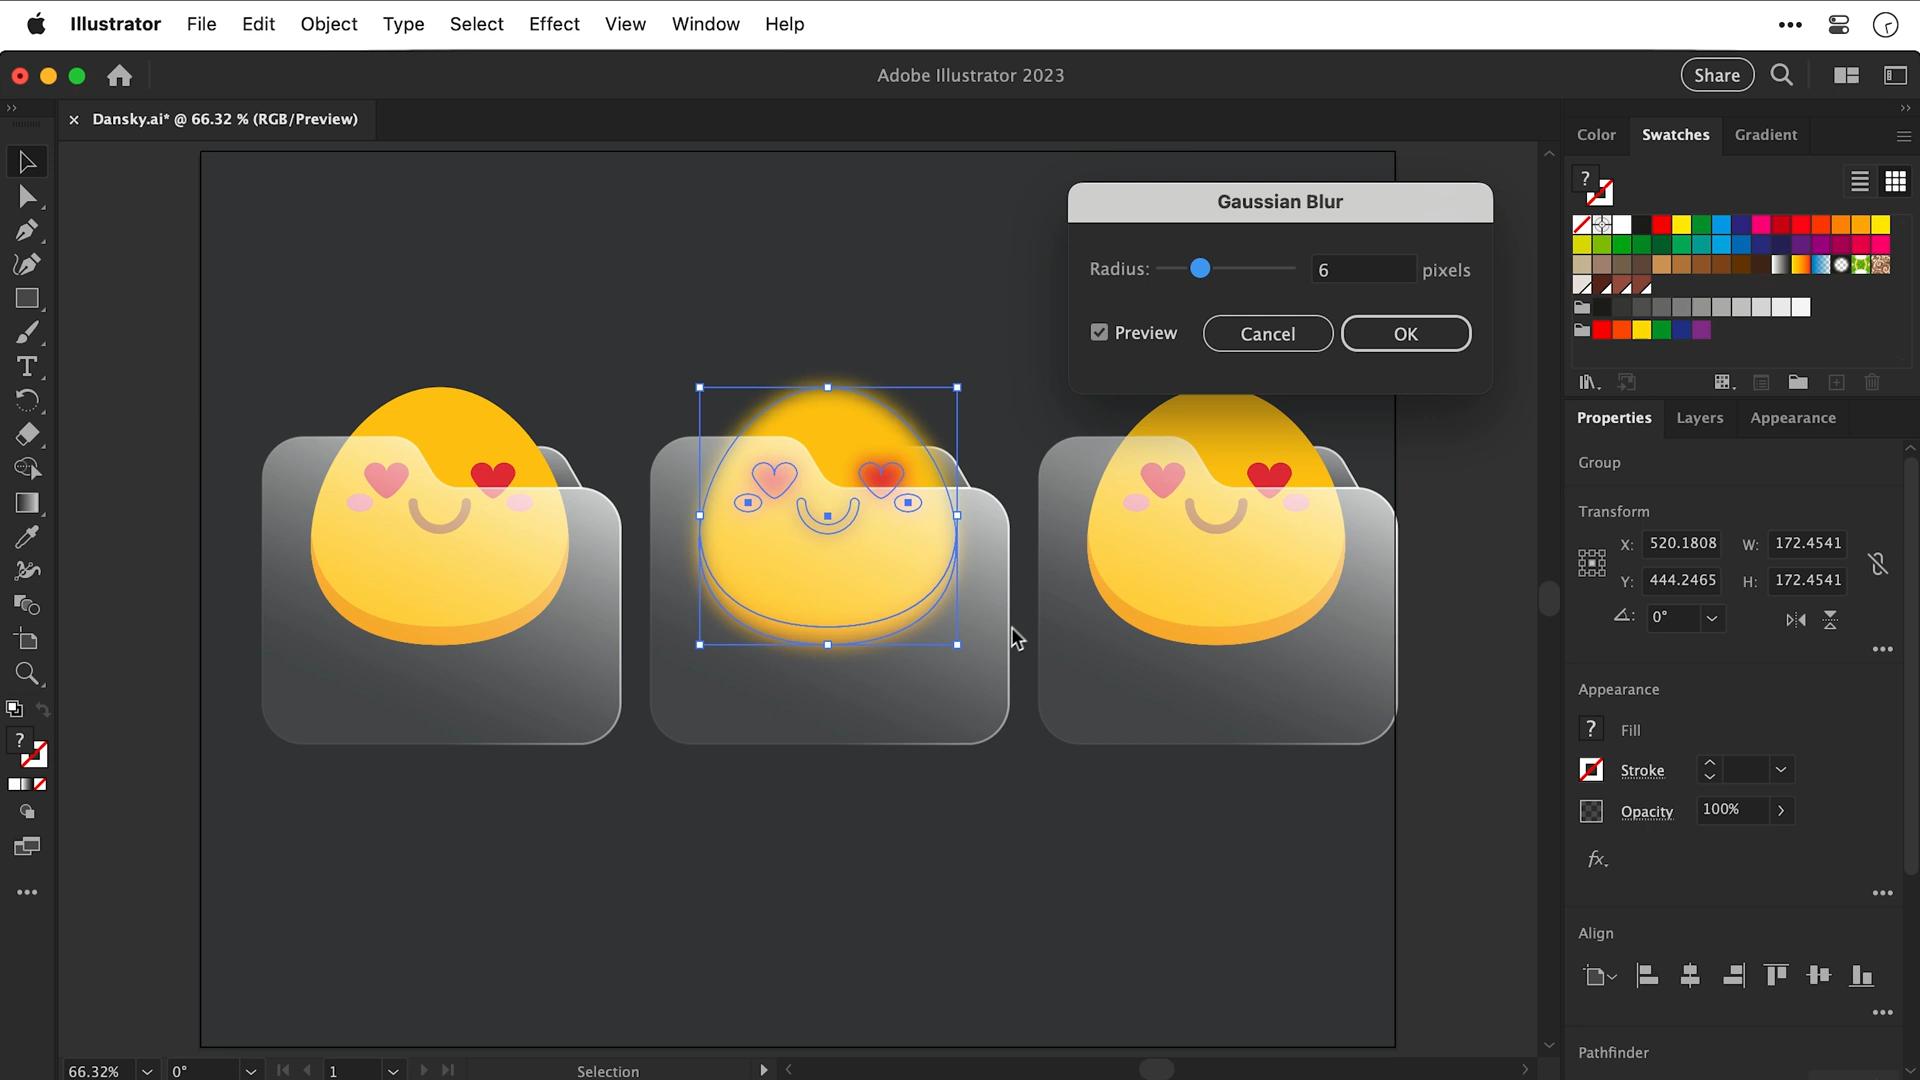 Illustrator File Edit Object Type Select Effect View Window Help
Adobe Illustrator 2023
Share
Dansky.ai* @ 66.32 % (RGB/Preview)
Color Swatches Gradient
?
Gaussian Blur
Radius: 6 pixels
Preview Cancel OK
Properties Layers Appearance
Group
Transform
X: 520.1808 W: 172.4541
Y: 444.2465 H: 172.4541
0°
Appearance
? Fill
Stroke
Opacity 100%
fx.
Align
Pathfinder
?
66.32% 0° 1 Selection